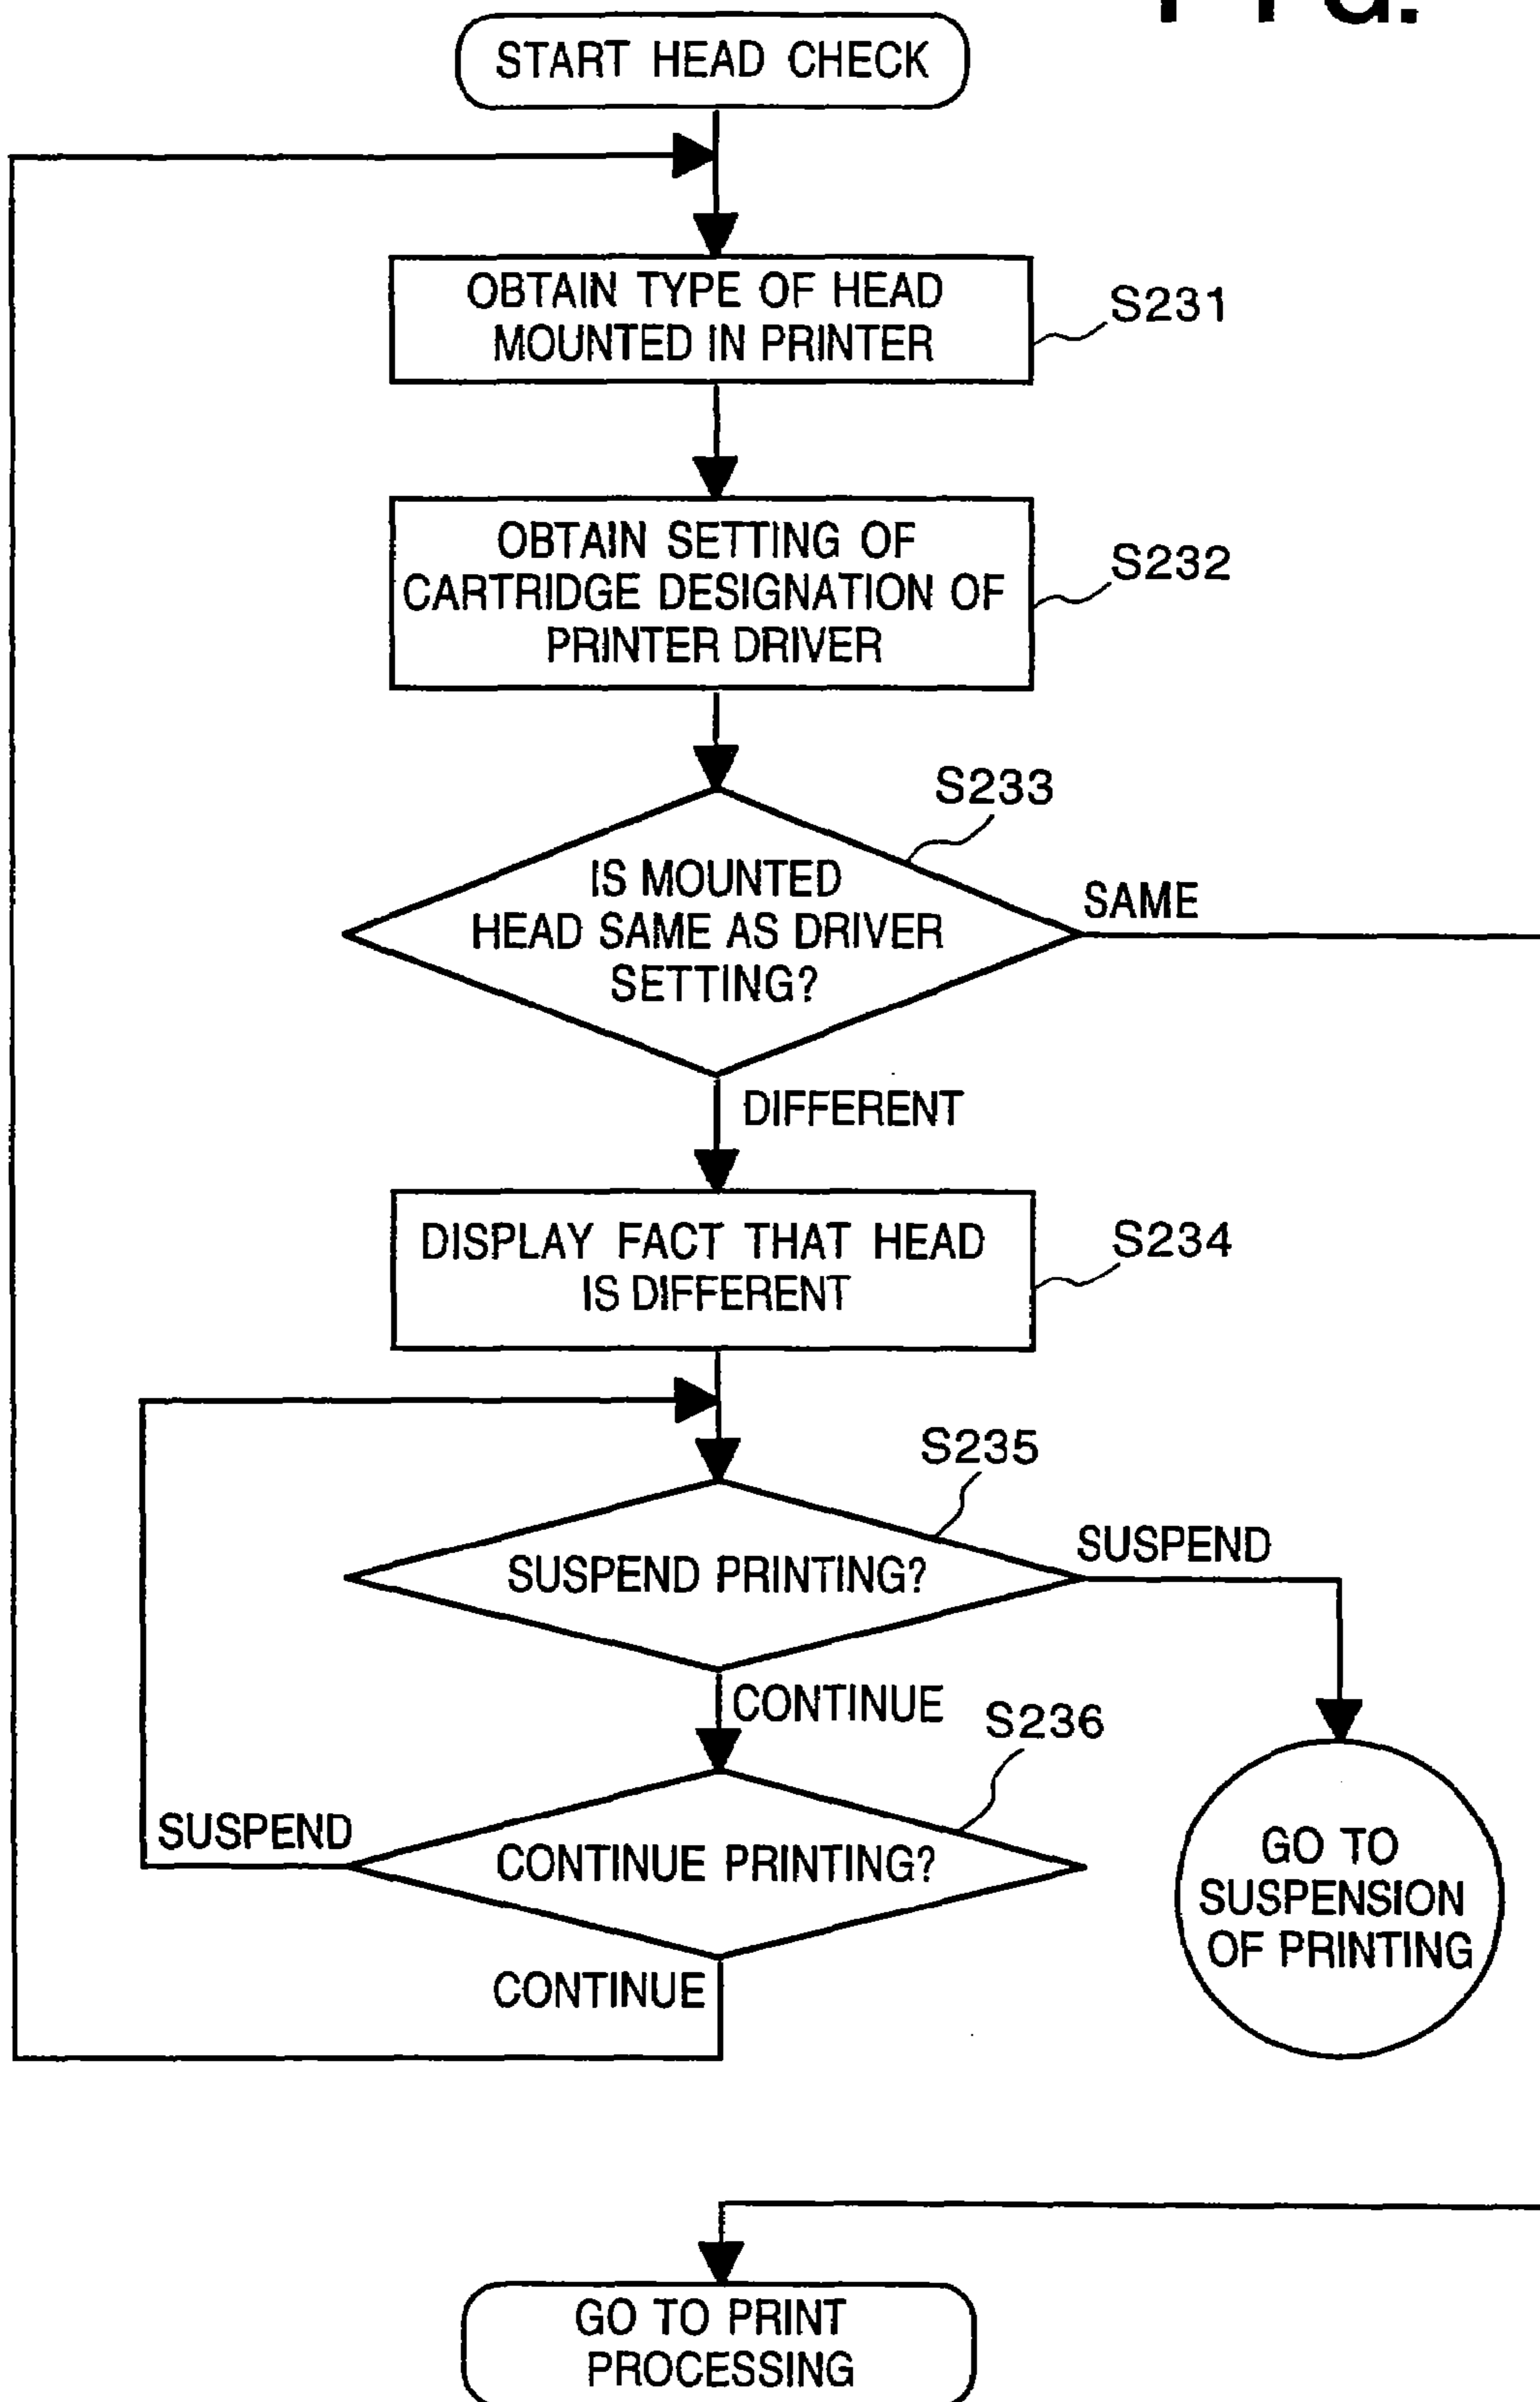 FIG.
START HEAD CHECK
OBTAIN TYPE OF HEAD
MOUNTED IN PRINTER
S231
OBTAIN SETTING OF
CARTRIDGE DESIGNATION OF
PRINTER DRIVER
S232
S233
IS MOUNTED
HEAD SAME AS DRIVER
SETTING?
SAME
DIFFERENT
DISPLAY FACT THAT HEAD
IS DIFFERENT
S234
S235
SUSPEND PRINTING?
SUSPEND
CONTINUE
S236
SUSPEND
CONTINUE PRINTING?
GO TO
SUSPENSION
OF PRINTING
CONTINUE
GO TO PRINT
PROCESSING